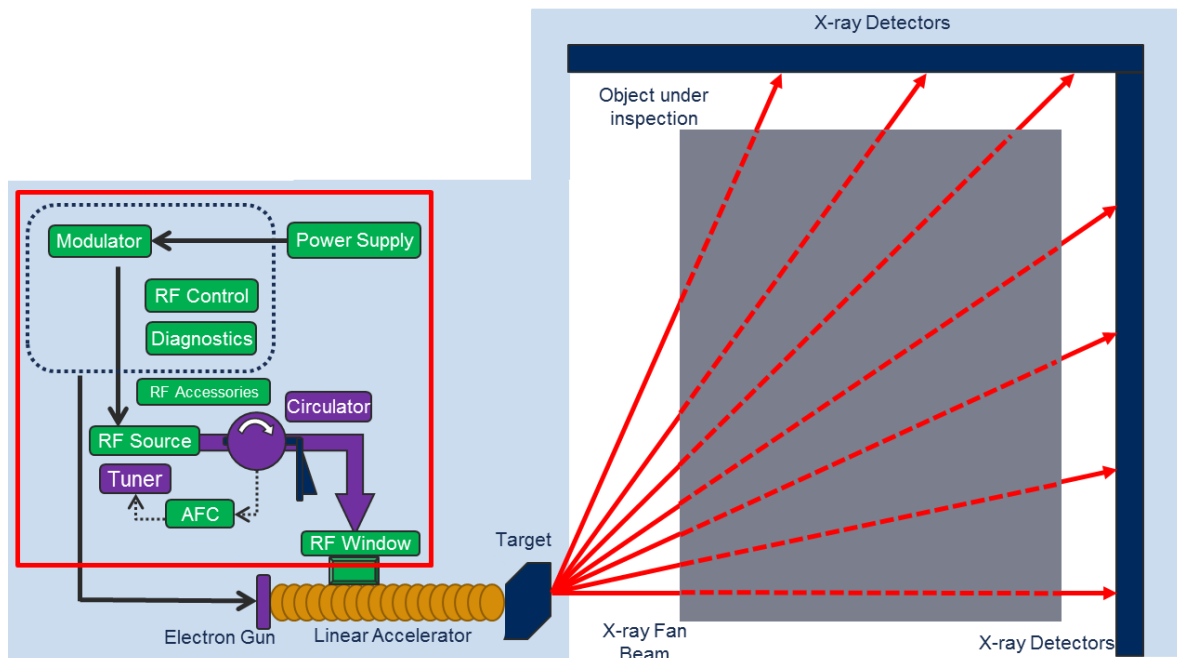 X-ray Detectors
Object under
inspection
Modulator
Power Supply
RF Control
Diagnostics
RF Accessories
Circulator
RF Source
Tuner
AFC
RF Window
Target
Electron Gun
Linear Accelerator
X-ray Fan
Beam
X-ray Detectors